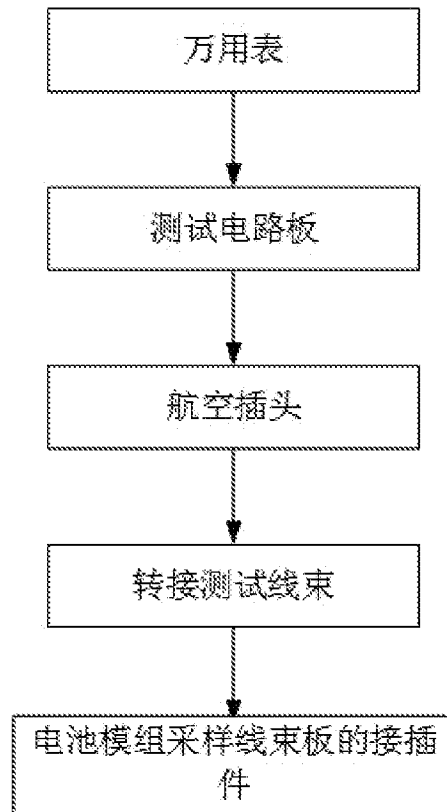 万用表
测试电路板
航空插头
转接测试线束
电池模组采样线束板的接插
件